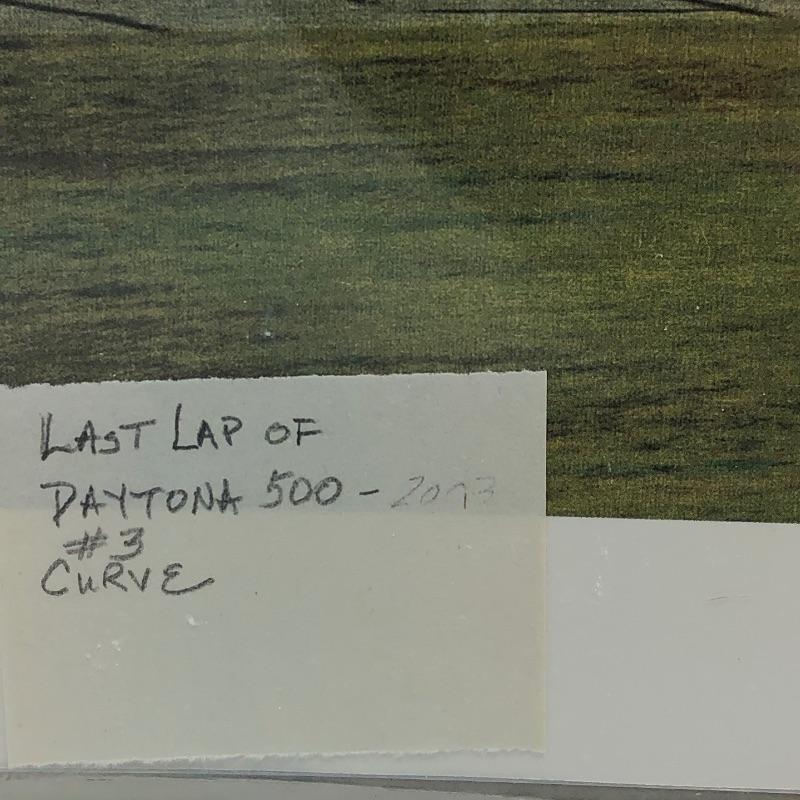 LAST LAP OF
DAYTONA 500 -
#3
CURVE